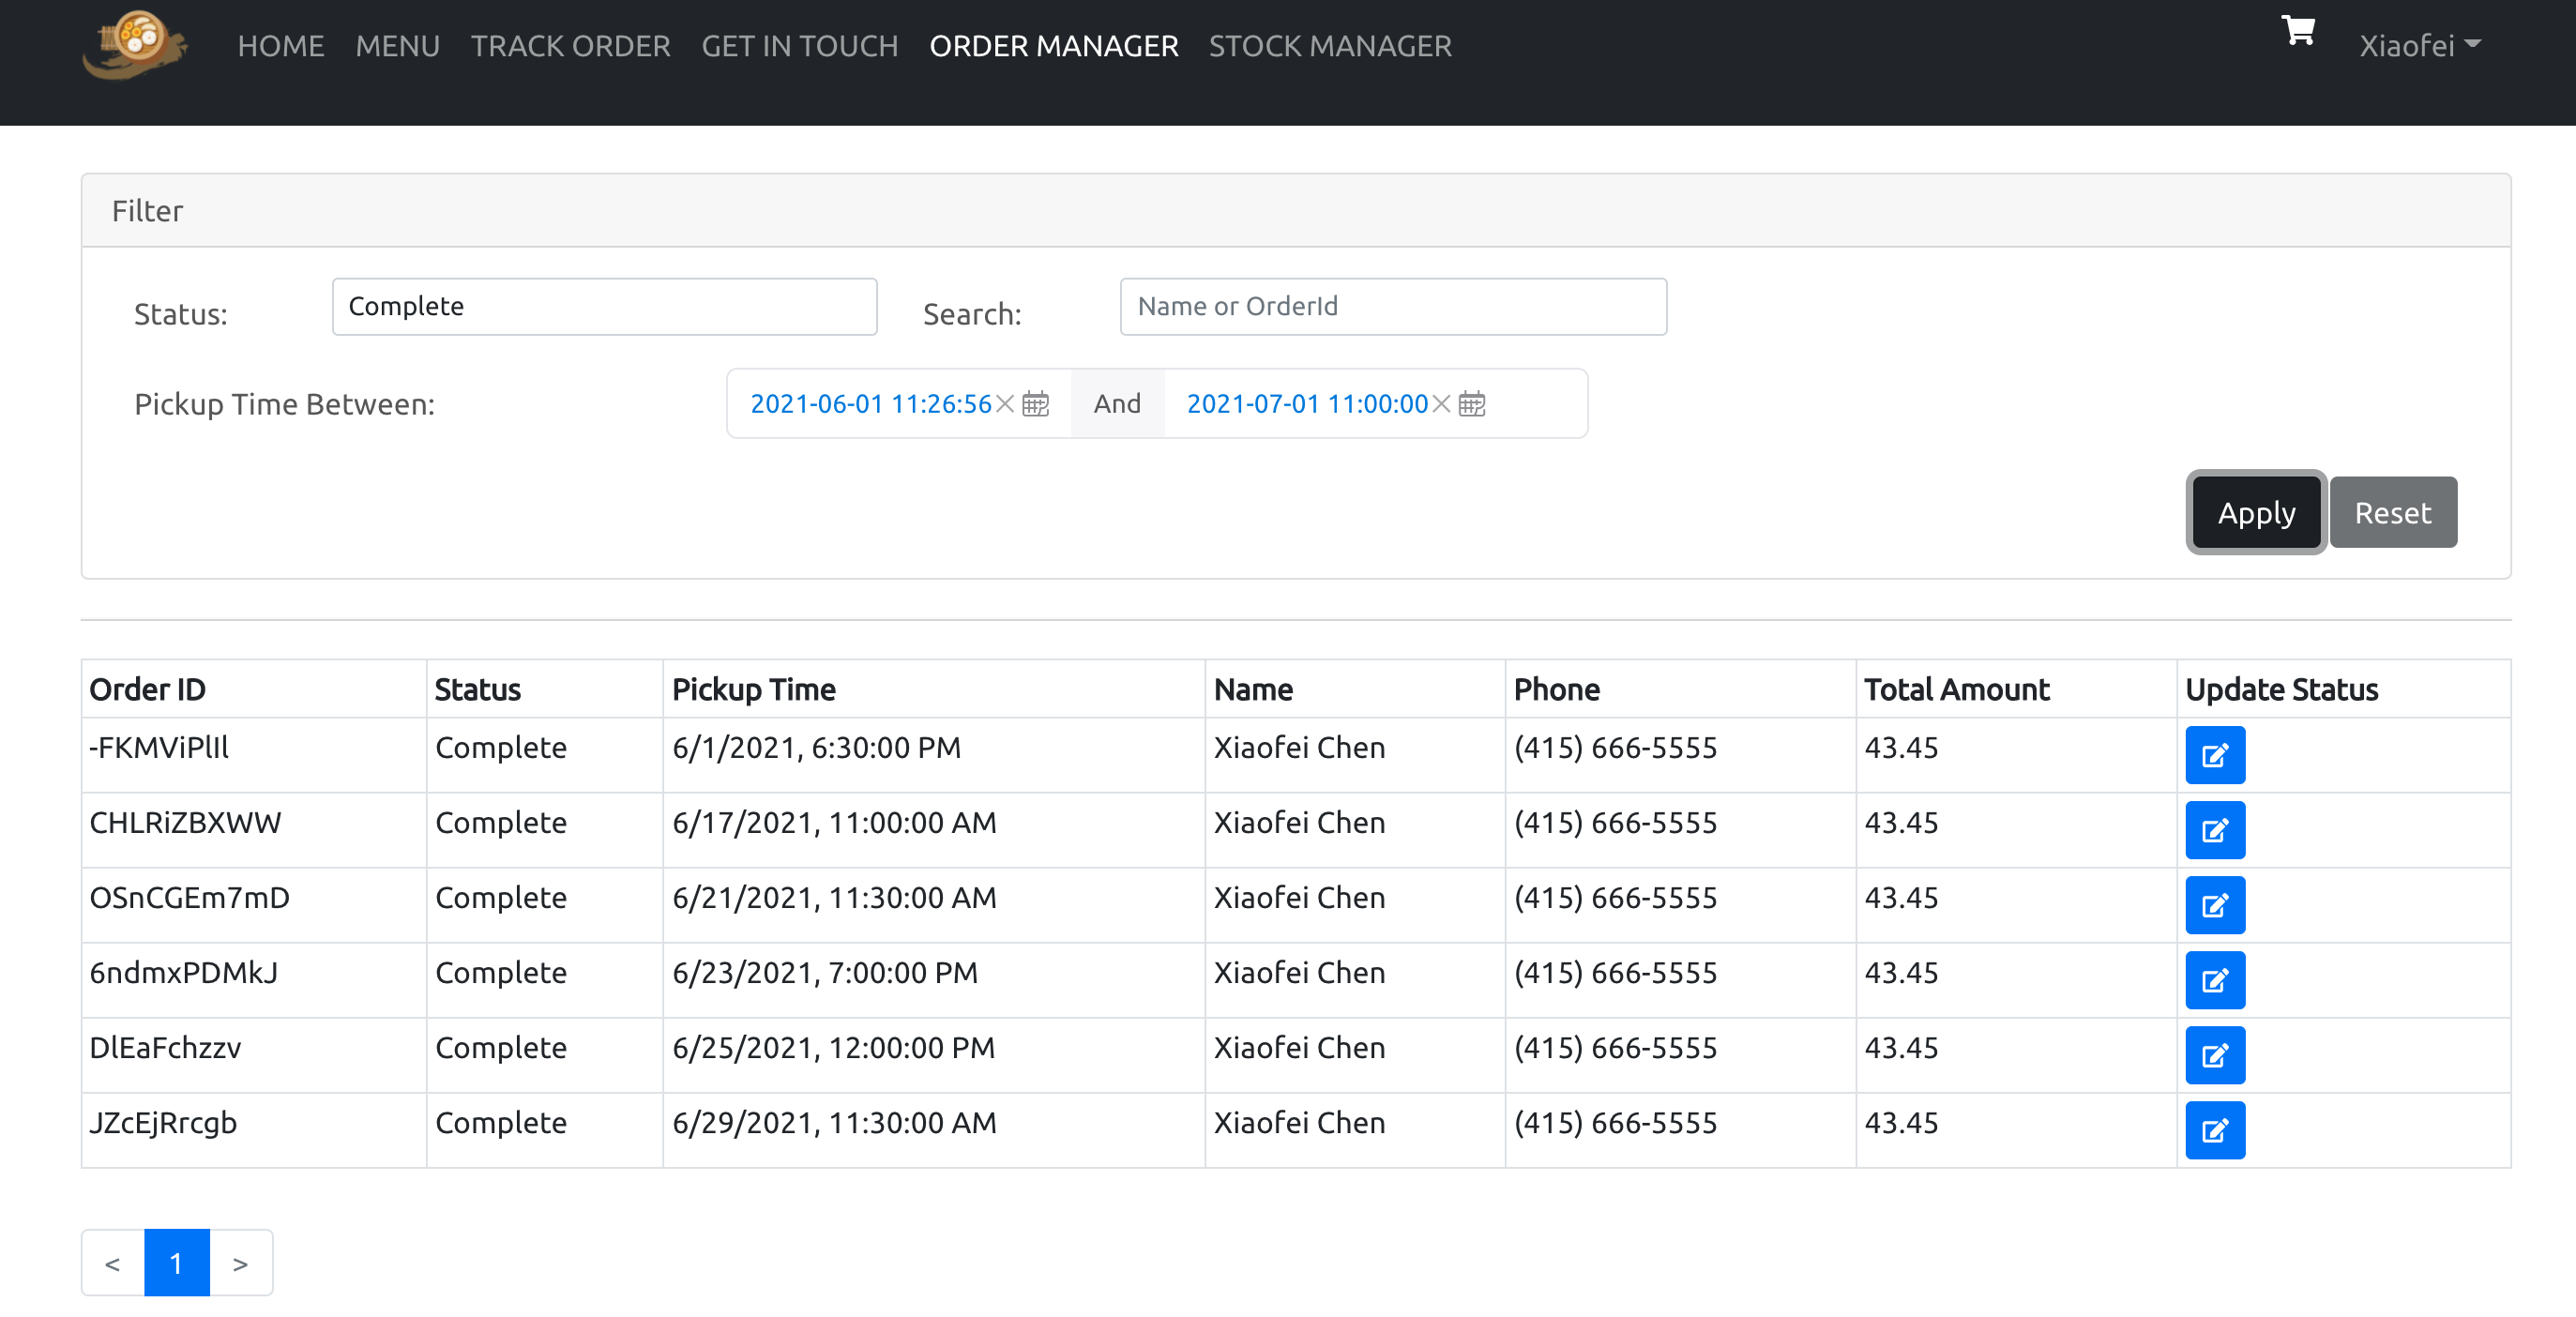 HOME MENU TRACK ORDER GET IN TOUCH ORDER MANAGER STOCK MANAGER Xiaofei
Filter
Status: Complete Search: Name or OrderId
Pickup Time Between: 2021-06-01 11:26:56 And 2021-07-01 11:00:00
Apply Reset
Order ID Status Pickup Time Name Phone Total Amount Update Status
-FKMViPlIl Complete 6/1/2021, 6:30:00 PM Xiaofei Chen (415) 666-5555 43.45
CHLRiZBXWW Complete 6/17/2021, 11:00:00 AM Xiaofei Chen (415) 666-5555 43.45
OSnCGEm7mD Complete 6/21/2021, 11:30:00 AM Xiaofei Chen (415) 666-5555 43.45
6ndmxPDMkJ Complete 6/23/2021, 7:00:00 PM Xiaofei Chen (415) 666-5555 43.45
DlEaFchzzv Complete 6/25/2021, 12:00:00 PM Xiaofei Chen (415) 666-5555 43.45
JZcEjRrcgb Complete 6/29/2021, 11:30:00 AM Xiaofei Chen (415) 666-5555 43.45
< 1 >